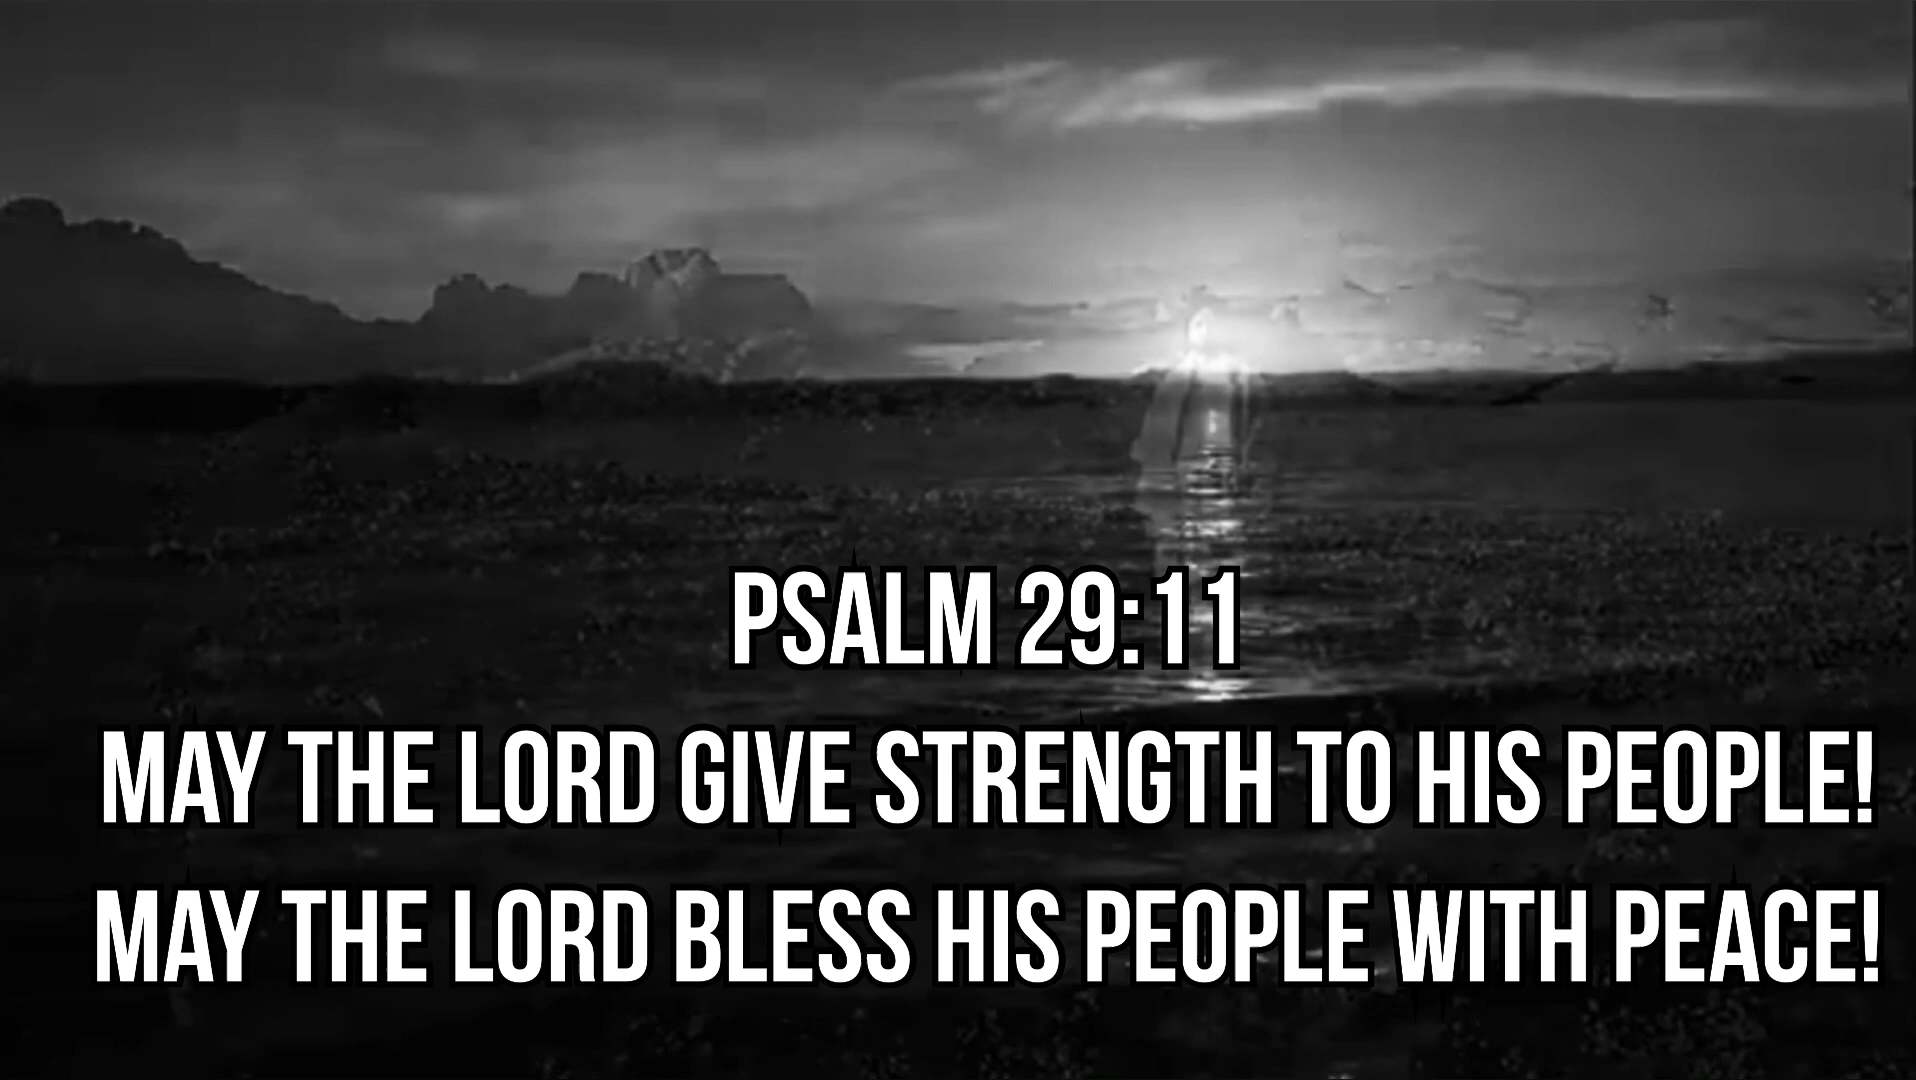 PSALM 29:11
MAY THE LORD GIVE STRENGTH TO HIS PEOPLE!
MAY THE LORD BLESS HIS PEOPLE WITH PEACE!